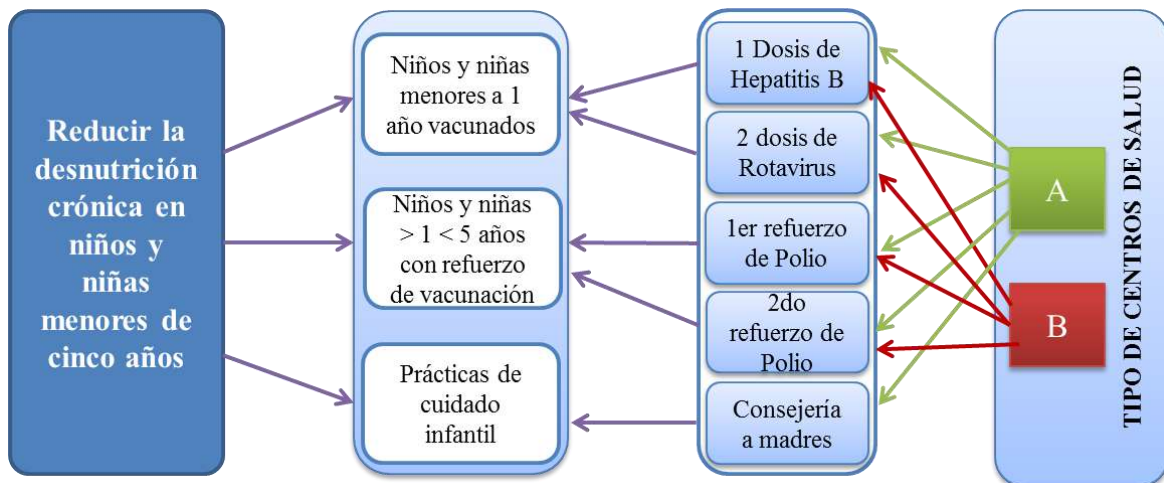 Reducir la
desnutrición
crónica en
niños y
niñas
menores de
cinco años
Niños y niñas
menores a 1
año vacunados
Niños y niñas
> 1 < 5 años
con refuerzo
de vacunación
Prácticas de
cuidado
infantil
1 Dosis de
Hepatitis B
2 dosis de
Rotavirus
1er refuerzo
de Polio
2do
refuerzo de
Polio
Consejería
a madres
A
B
TIPO DE CENTROS DE SALUD